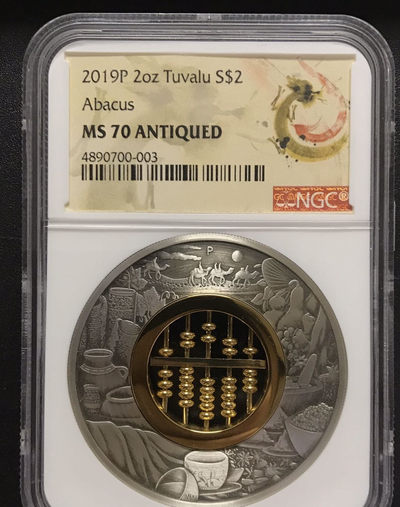 2019P 2oz Tuvalu S$2
Abacus
MS 70 ANTIQUED
4890700-003
NGC®
P